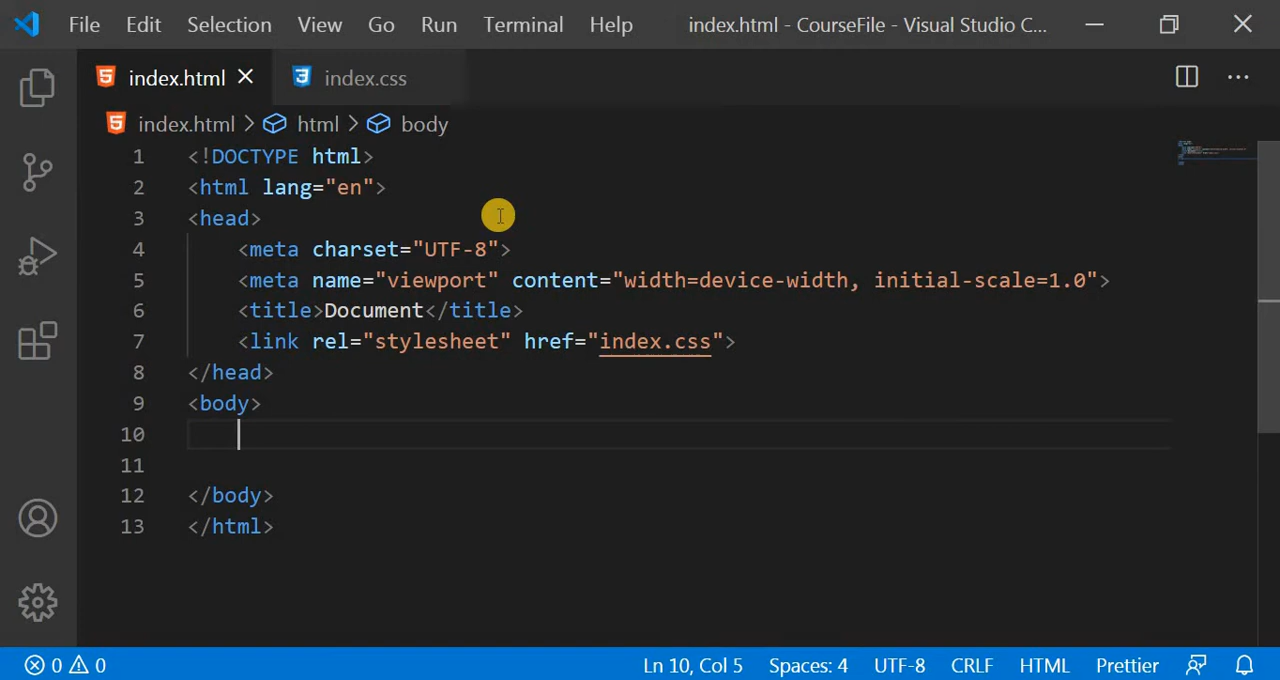 File Edit Selection View Go Run Terminal Help index.html - CourseFile - Visual Studio C...
index.html index.css
index.html > html > body
1 <!DOCTYPE html>
2 <html lang="en">
3 <head>
4 <meta charset="UTF-8">
5 <meta name="viewport" content="width=device-width, initial-scale=1.0">
6 <title>Document</title>
7 <link rel="stylesheet" href="index.css">
8 </head>
9 <body>
10
11
12 </body>
13 </html>
0 0 Ln 10, Col 5 Spaces: 4 UTF-8 CRLF HTML Prettier